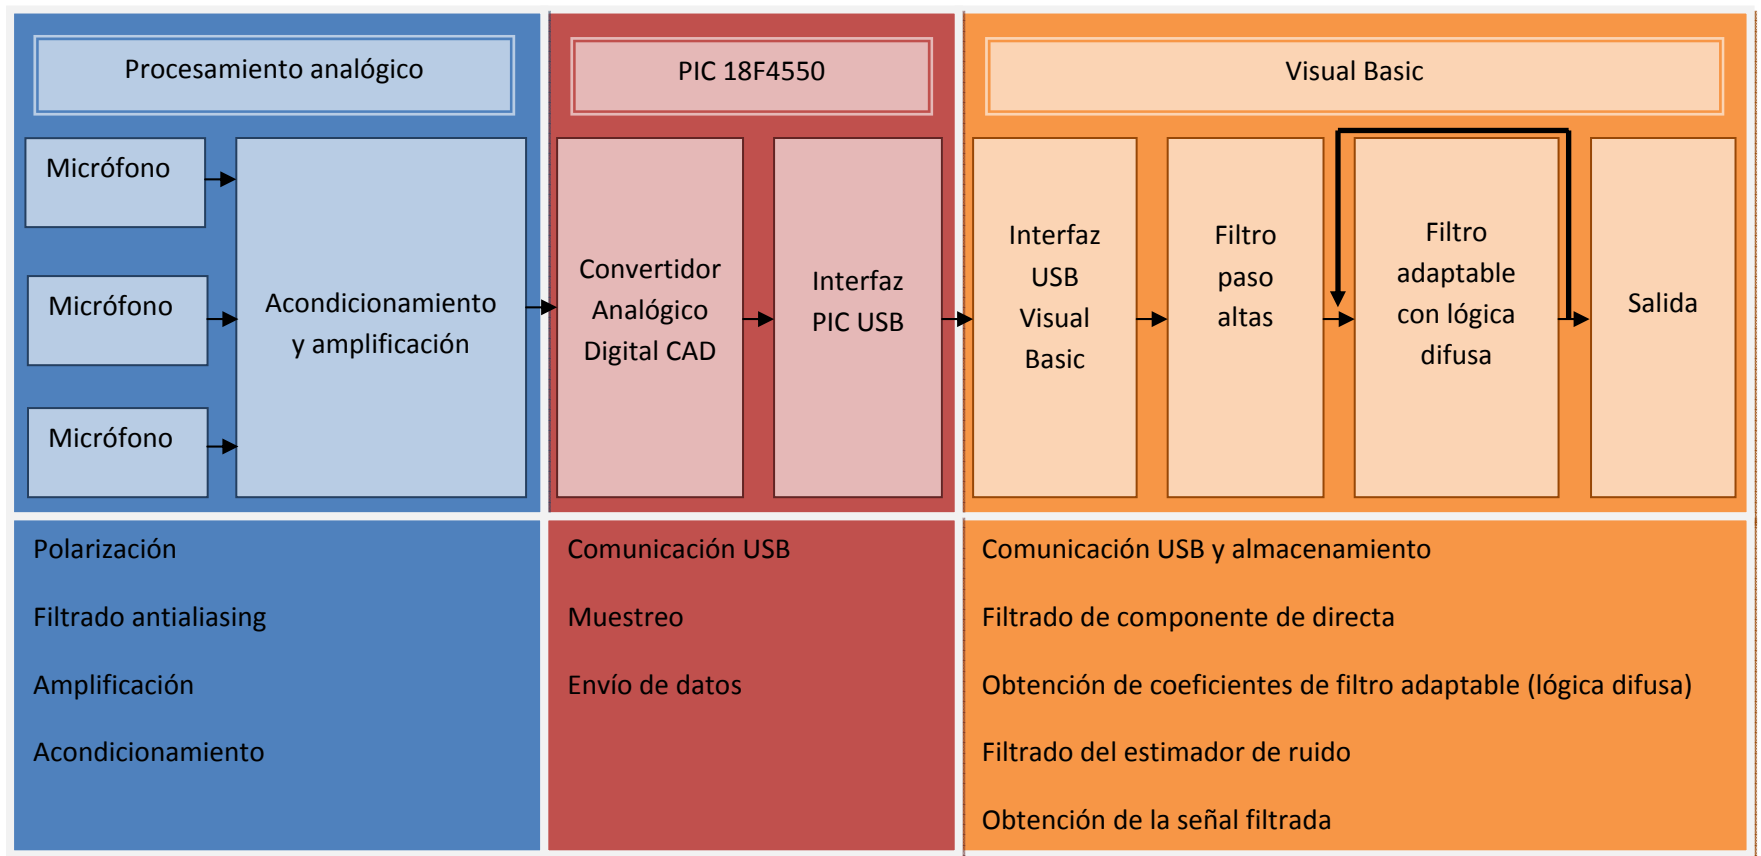 Procesamiento analógico
PIC 18F4550
Visual Basic
Micrófono
Micrófono
Micrófono
Acondicionamiento
y amplificación
Convertidor
Analógico
Digital CAD
Interfaz
PIC USB
Interfaz
USB
Visual
Basic
Filtro
paso
altas
Filtro
adaptable
con lógica
difusa
Salida
Polarización
Filtrado antialiasing
Amplificación
Acondicionamiento
Comunicación USB
Muestreo
Envío de datos
Comunicación USB y almacenamiento
Filtrado de componente de directa
Obtención de coeficientes de filtro adaptable (lógica difusa)
Filtrado del estimador de ruido
Obtención de la señal filtrada